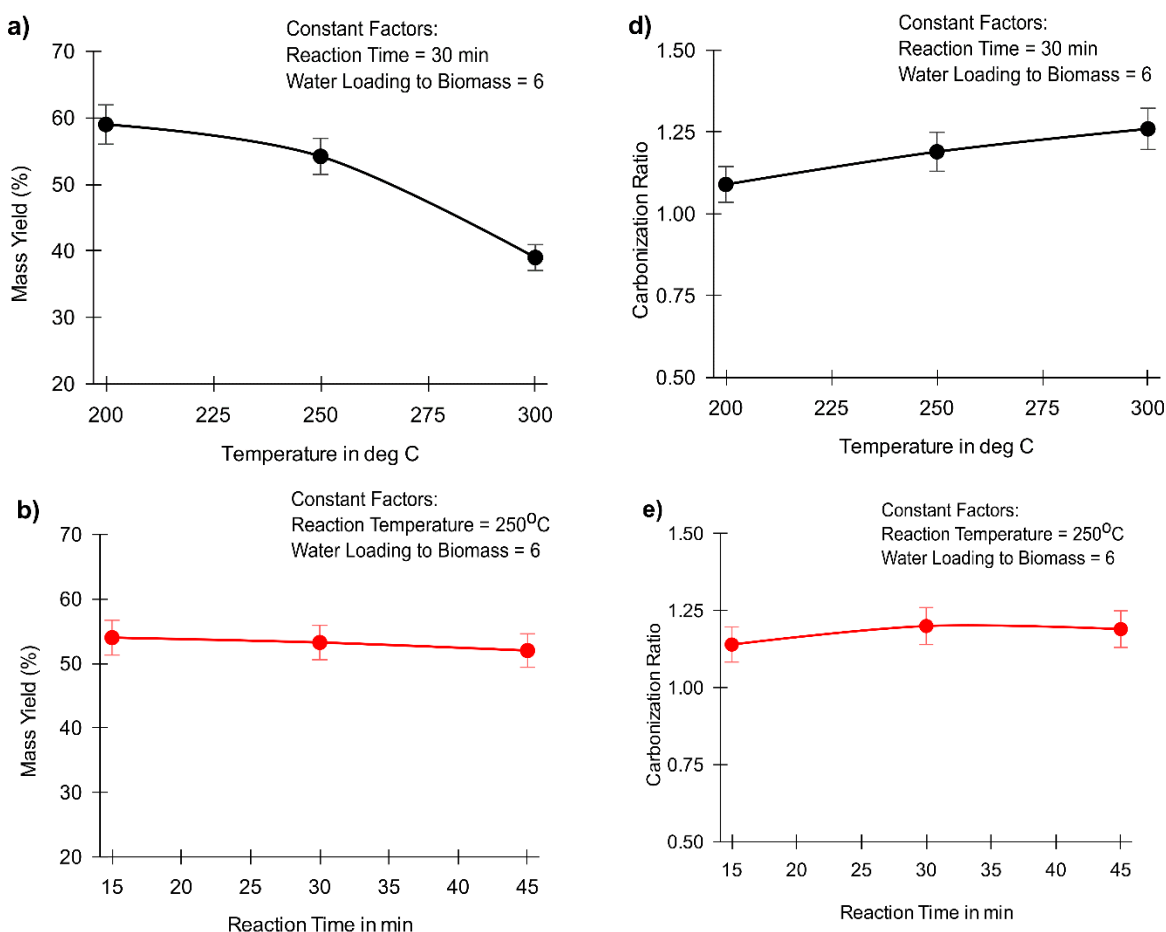 a)
Constant Factors:
Reaction Time = 30 min
Water Loading to Biomass = 6
70
60
50
40
30
20
Mass Yield (%)
200 225 250 275 300
Temperature in deg C
d)
Constant Factors:
Reaction Time = 30 min
Water Loading to Biomass = 6
1.50
1.25
1.00
0.75
0.50
Carbonization Ratio
200 225 250 275 300
Temperature in deg C
b)
Constant Factors:
Reaction Temperature = 250ºC
Water Loading to Biomass = 6
70
60
50
40
30
20
Mass Yield (%)
15 20 25 30 35 40 45
Reaction Time in min
e)
Constant Factors:
Reaction Temperature = 250ºC
Water Loading to Biomass = 6
1.50
1.25
1.00
0.75
0.50
Carbonization Ratio
15 20 25 30 35 40 45
Reaction Time in min